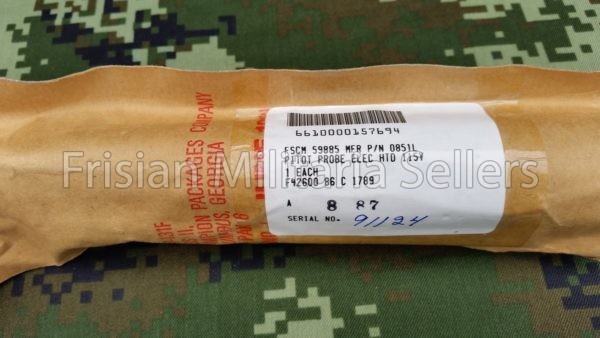 6610000157694
FSCM 59885 MFR P/N 0851L
PITOT PROBE ELEC HTD 115V
1 EACH
F42600 86 C 1789
A 8 87
SERIAL NO. 91124
PACKAGES COMPANY
GEORGIA
Frisian Militaria Sellers